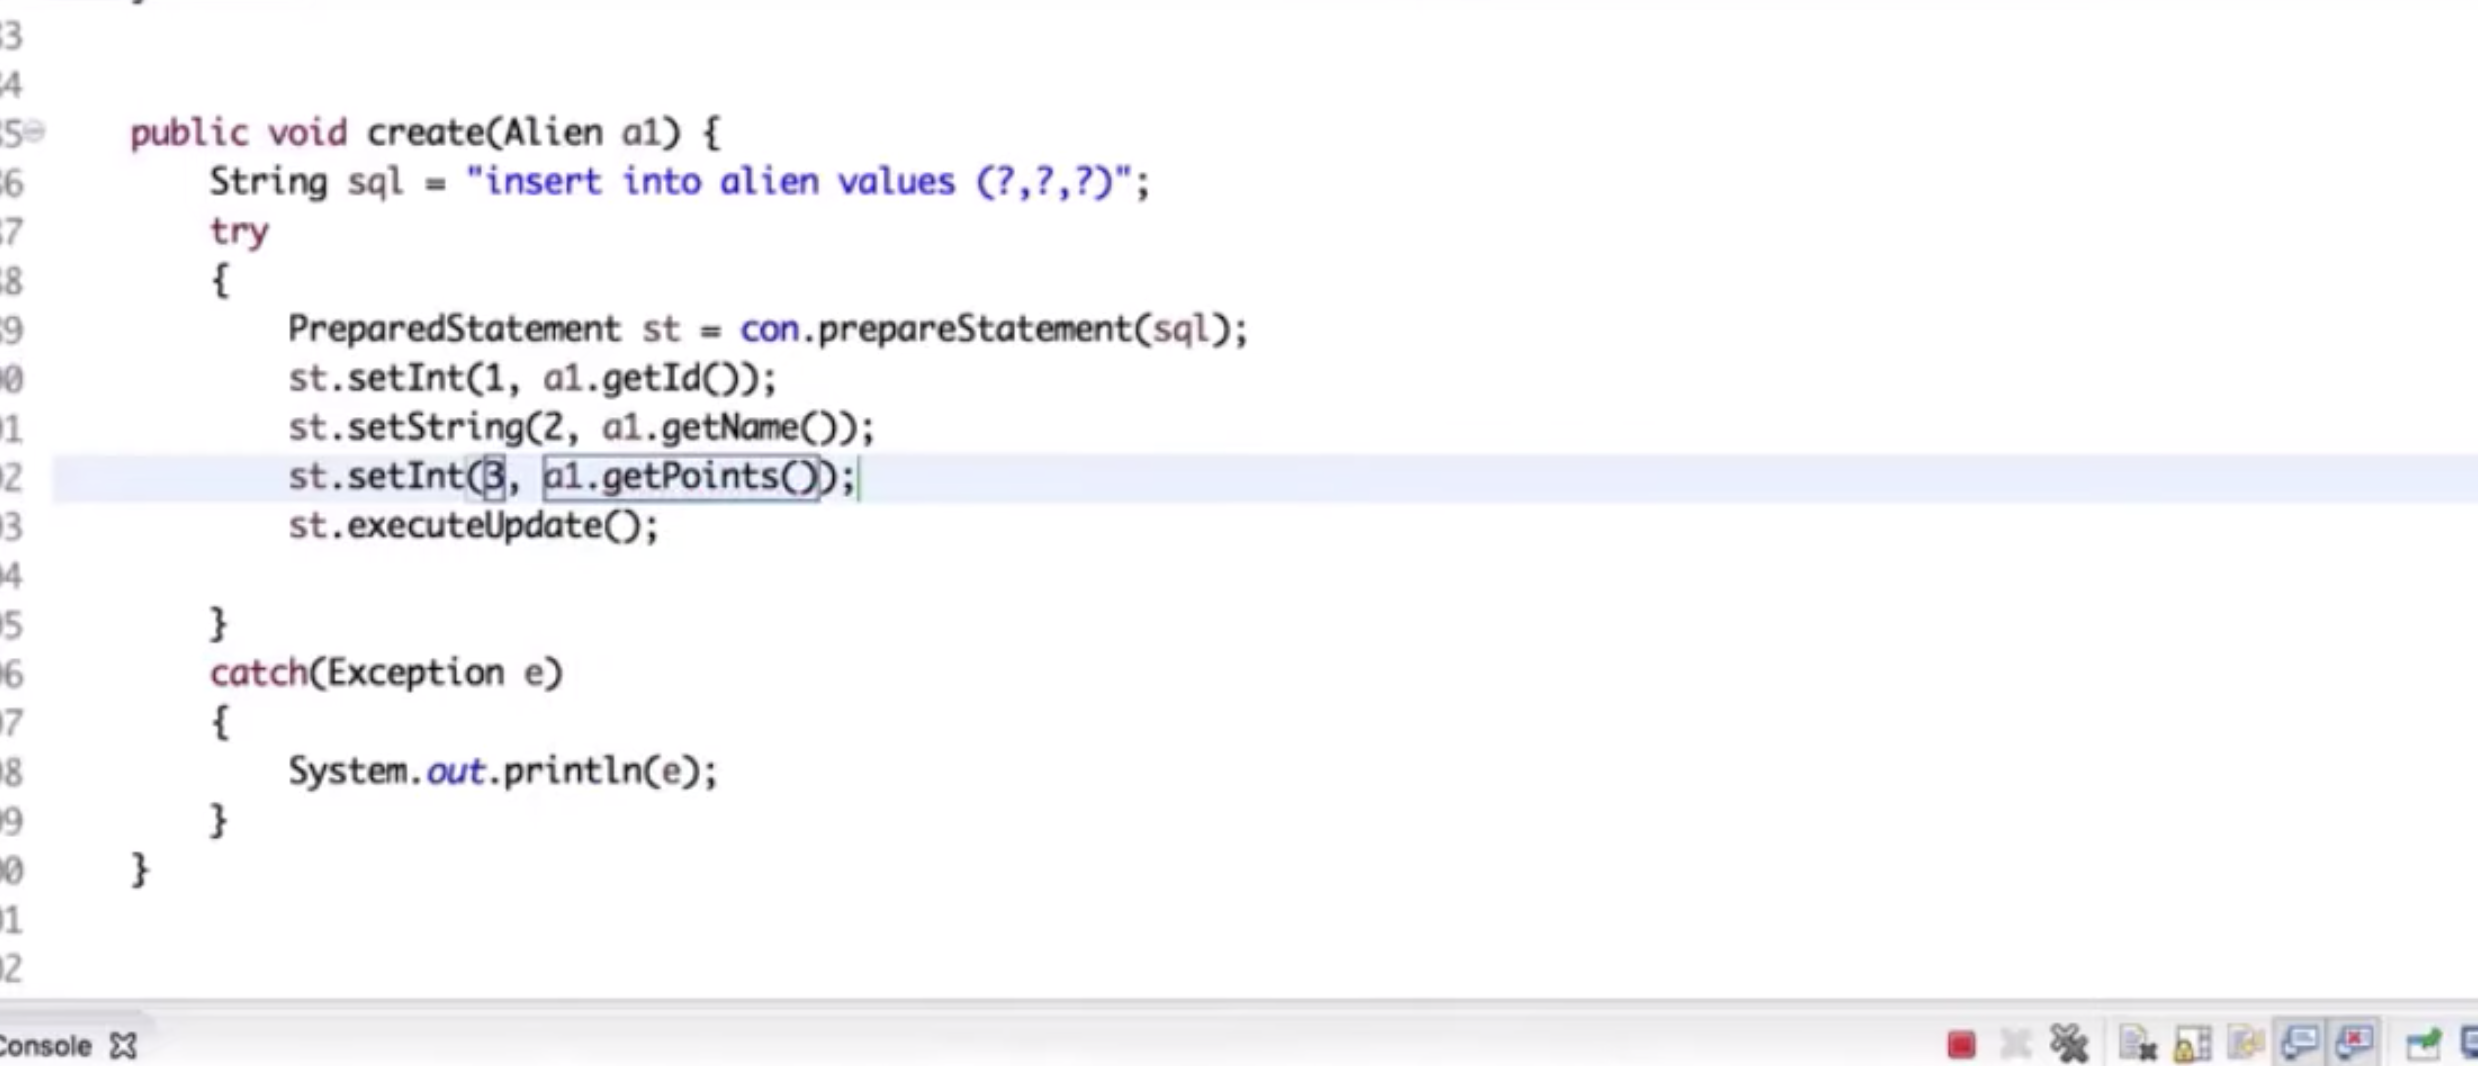 3
4
5 public void create(Alien a1) {
6 String sql = "insert into alien values (?,?,?)";
7 try
8 {
9 PreparedStatement st = con.prepareStatement(sql);
0 st.setInt(1, a1.getId());
1 st.setString(2, a1.getName());
2 st.setInt(3, a1.getPoints());
3 st.executeUpdate();
4
5 }
6 catch(Exception e)
7 {
8 System.out.println(e);
9 }
0 }
1
2
Console